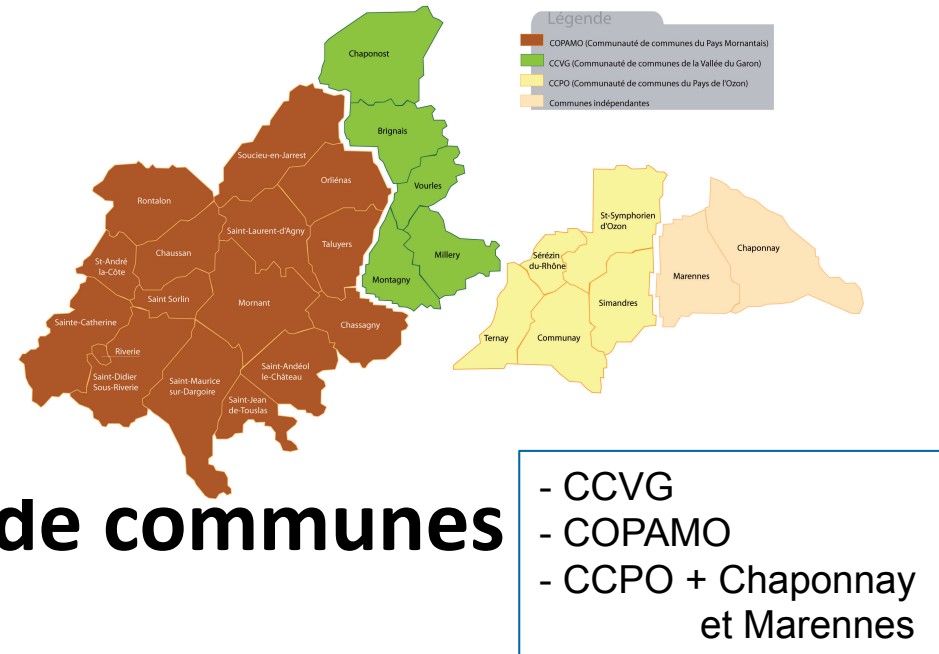 Légende
COPAMO (Communauté de communes du Pays Mornantais)
CCVG (Communauté de communes de la Vallée du Garon)
CCPO (Communauté de communes du Pays de l'Ozon)
Communes indépendantes
Chaponost
Brignais
Vourles
Millery
Montagny
Soucieu-en-Jarrest
Orliénas
Rontalon
Saint-Laurent-d'Agny
Taluyers
Chaussan
St-André
la-Côte
Saint Sorlin
Mornant
Chassagny
Sainte-Catherine
Riverie
Saint-Didier
Sous-Riverie
Saint-Maurice
sur-Dargoire
Saint-Andéol
le-Château
Saint-Jean
de-Touslas
St-Symphorien
d'Ozon
Sérézin
du-Rhône
Simandres
Ternay
Communay
Marennes
Chaponnay
de communes
- CCVG
- COPAMO
- CCPO + Chaponnay
et Marennes